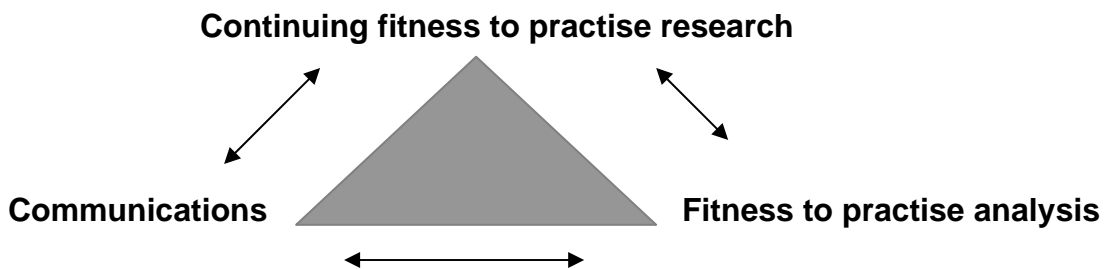 Continuing fitness to practise research
Communications
Fitness to practise analysis